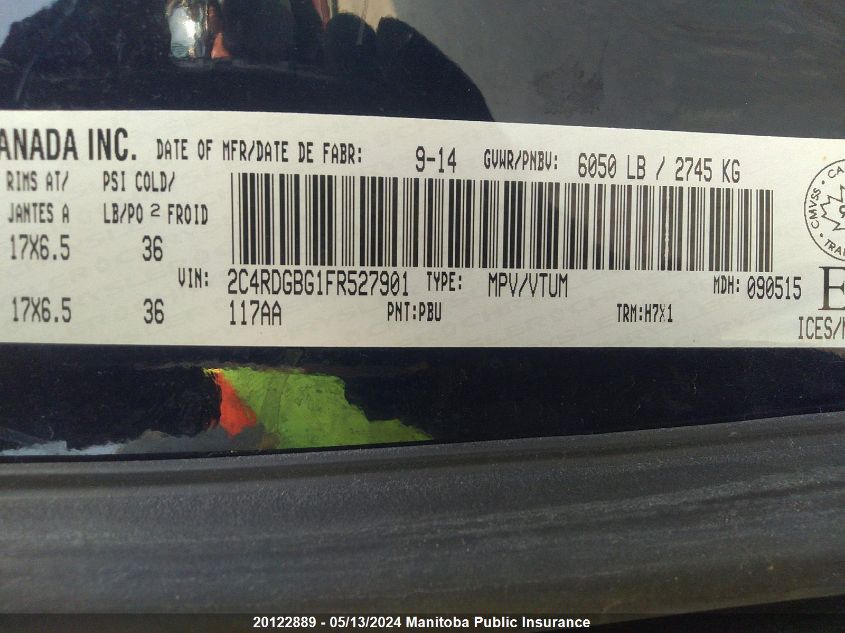 ANADA INC. DATE OF MFR/DATE DE FABR: 9-14 GVWR/PNBV: 6050 LB / 2745 KG
RIMS AT/ PSI COLD/
JANTES A LB/PO 2 FROID
17X6.5 36
VIN: 2C4RDGBG1FR527901 TYPE: MPV/VTUM MDH: 090515
17X6.5 36 117AA PNT:PBU TRM:H7X1
CMVSS
ICES/
20122889 - 05/13/2024 Manitoba Public Insurance